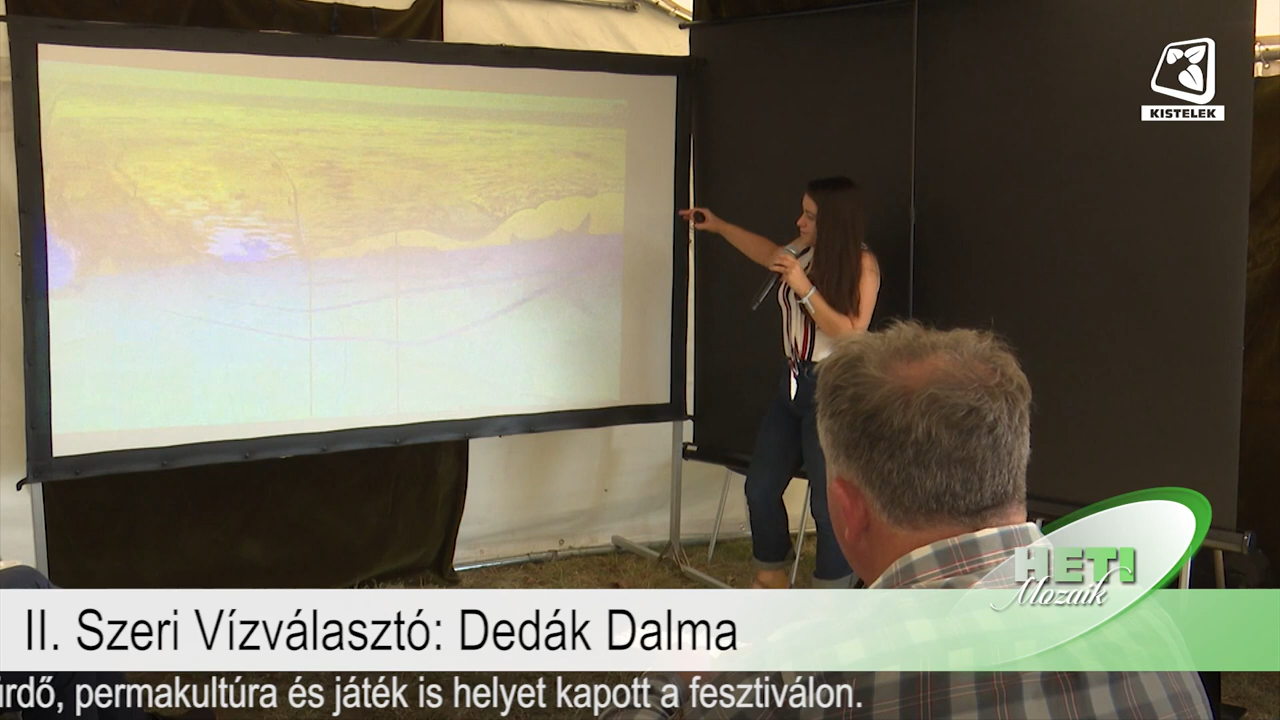 KISTELEK
HETI
Mozaik
II. Szeri Vízválasztó: Dedák Dalma
permakultúra és játék is helyet kapott a fesztiválon.